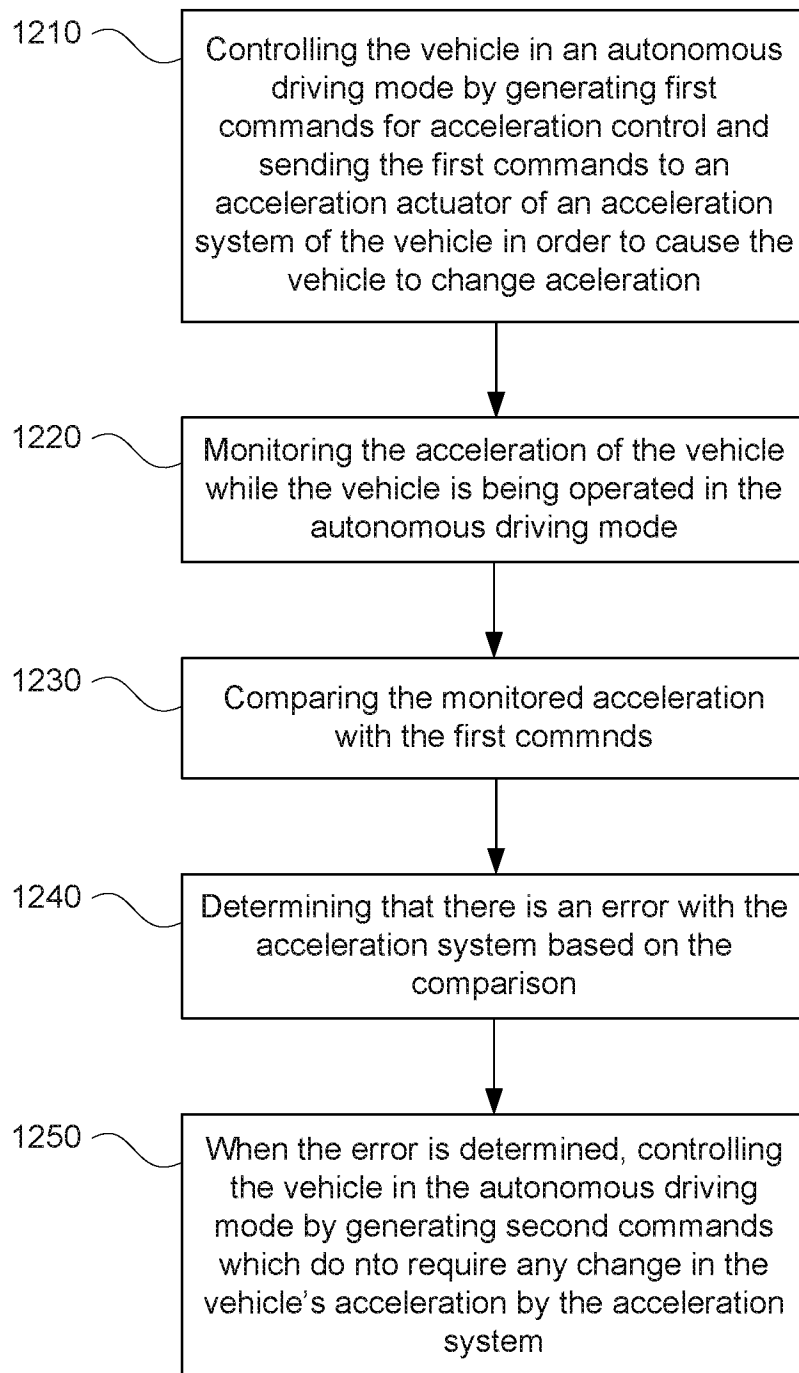 1210
Controlling the vehicle in an autonomous
driving mode by generating first
commands for acceleration control and
sending the first commands to an
acceleration actuator of an acceleration
system of the vehicle in order to cause the
vehicle to change aceleration
1220
Monitoring the acceleration of the vehicle
while the vehicle is being operated in the
autonomous driving mode
1230
Comparing the monitored acceleration
with the first commnds
1240
Determining that there is an error with the
acceleration system based on the
comparison
1250
When the error is determined, controlling
the vehicle in the autonomous driving
mode by generating second commands
which do nto require any change in the
vehicle's acceleration by the acceleration
system